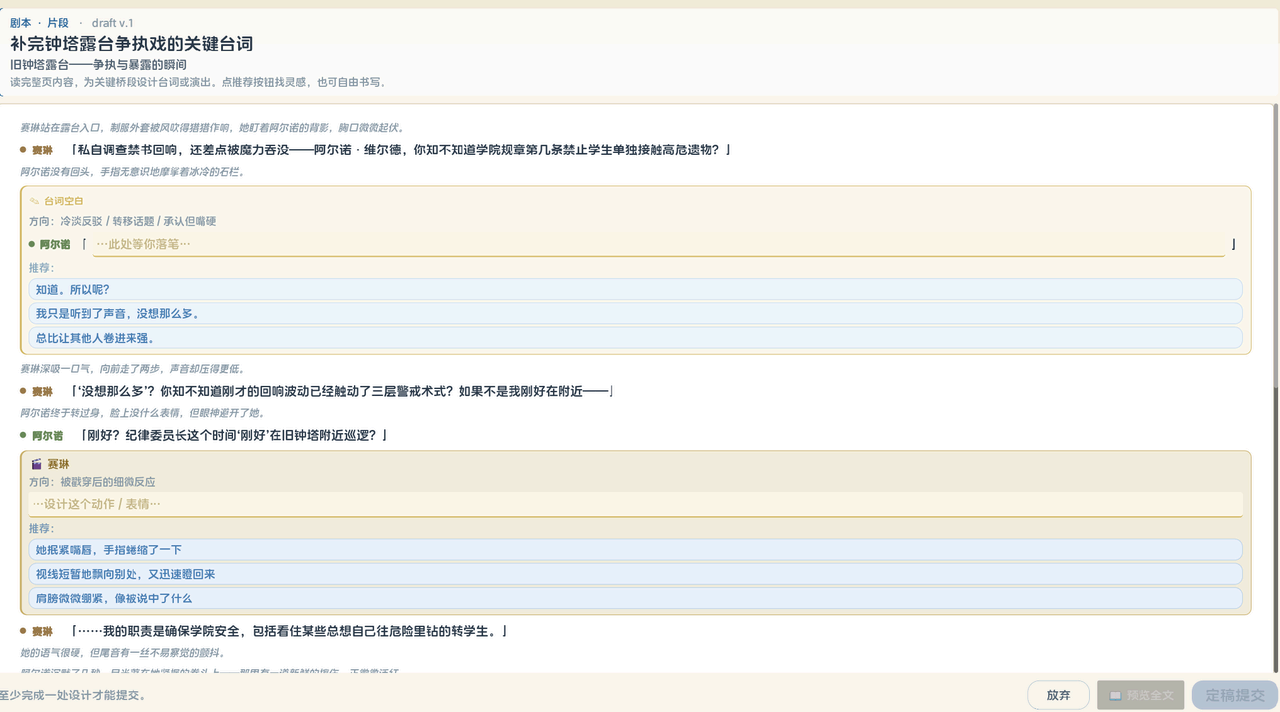 剧本 · 片段 · draft v.1
补完钟塔露台争执戏的关键台词
旧钟塔露台——争执与暴露的瞬间
读完整页内容，为关键桥段设计台词或演出。点推荐按钮找灵感，也可自由书写。
赛琳站在露台入口，制服外套被风吹得猎猎作响，她盯着阿尔诺的背影，胸口微微起伏。
赛琳 「私自调查禁书回响，还差点被魔力吞没——阿尔诺·维尔德，你知不知道学院规章第几条禁止学生单独接触高危遗物？」
阿尔诺没有回头，手指无意识地摩挲着冰冷的石栏。
台词空白
方向：冷淡反驳 / 转移话题 / 承认但嘴硬
阿尔诺 「 …此处等你落笔… 」
推荐：
知道。所以呢？
我只是听到了声音，没想那么多。
总比让其他人卷进来强。
赛琳深吸一口气，向前走了两步，声音却压得更低。
赛琳 「‘没想那么多’？你知不知道刚才的回响波动已经触动了三层警戒术式？如果不是我刚好在附近——」
阿尔诺终于转过身，脸上没什么表情，但眼神避开了她。
阿尔诺 「刚好？纪律委员长这个时间‘刚好’在旧钟塔附近巡逻？」
赛琳
方向：被戳穿后的细微反应
…设计这个动作 / 表情…
推荐：
她抿紧嘴唇，手指蜷缩了一下
视线短暂地飘向别处，又迅速瞪回来
肩膀微微绷紧，像被说中了什么
赛琳 「……我的职责是确保学院安全，包括看住某些总想自己往危险里钻的转学生。」
她的语气很硬，但尾音有一丝不易察觉的颤抖。
至少完成一处设计才能提交。
放弃
预览全文
定稿提交